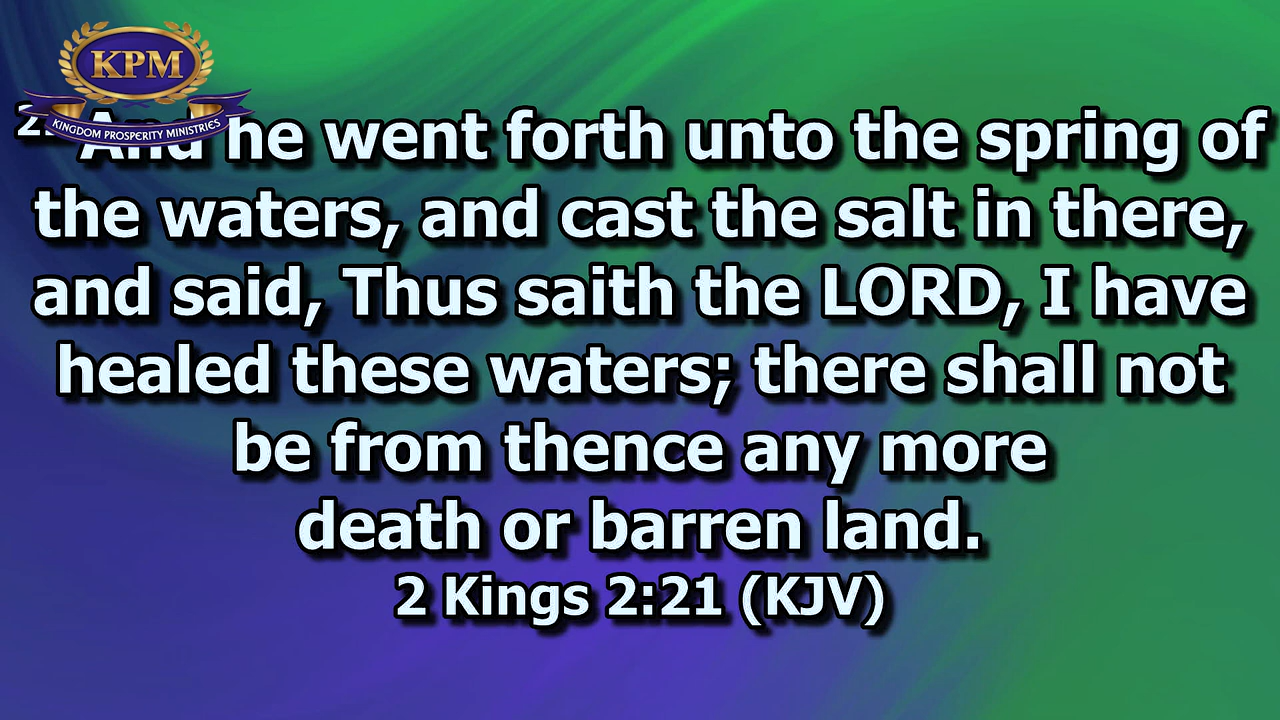 KPM
KINGDOM PROSPERITY MINISTRIES
And he went forth unto the spring of
the waters, and cast the salt in there,
and said, Thus saith the LORD, I have
healed these waters; there shall not
be from thence any more
death or barren land.
2 Kings 2:21 (KJV)